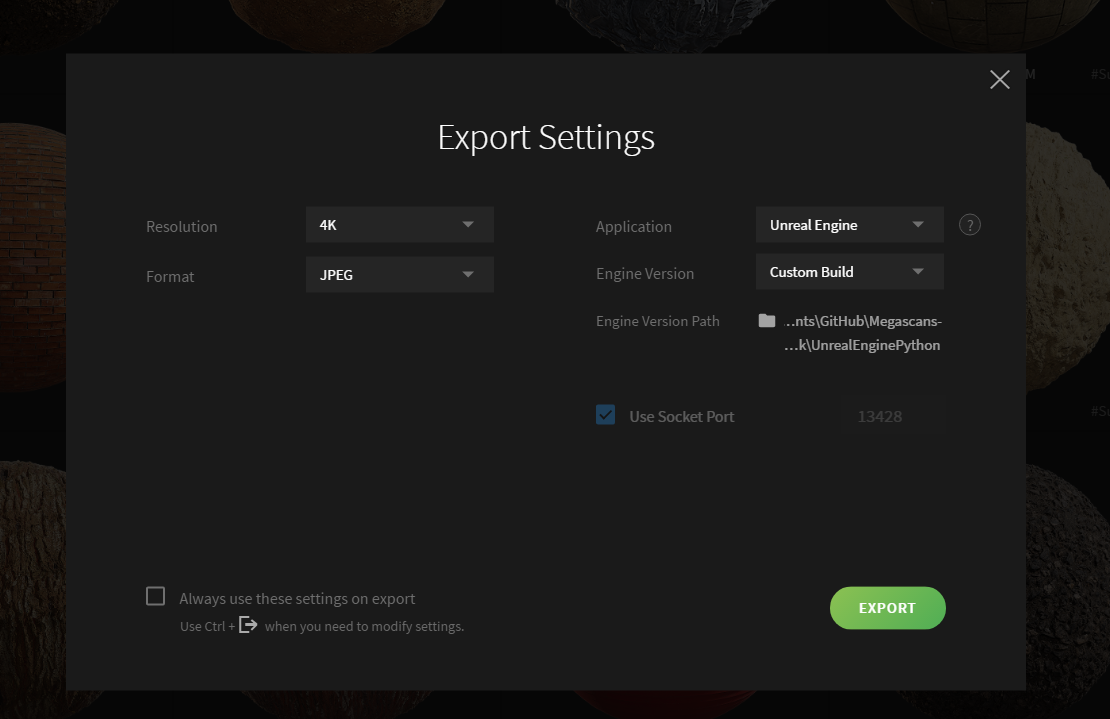 Export Settings
Resolution
4K
Format
JPEG
Application
Unreal Engine
?
Engine Version
Custom Build
Engine Version Path
...nts\GitHub\Megascans-
...k\UnrealEnginePython
Use Socket Port
13428
Always use these settings on export
Use Ctrl + when you need to modify settings.
EXPORT